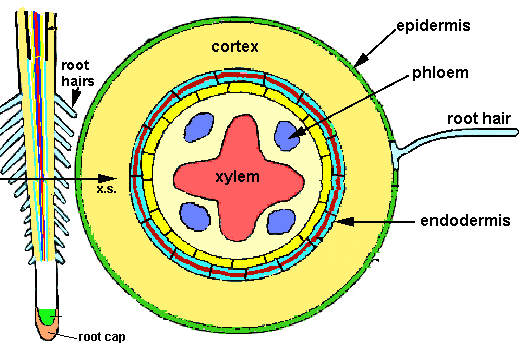 epidermis
cortex
phloem
root
hairs
root hair
xylem
x.s.
endodermis
root cap